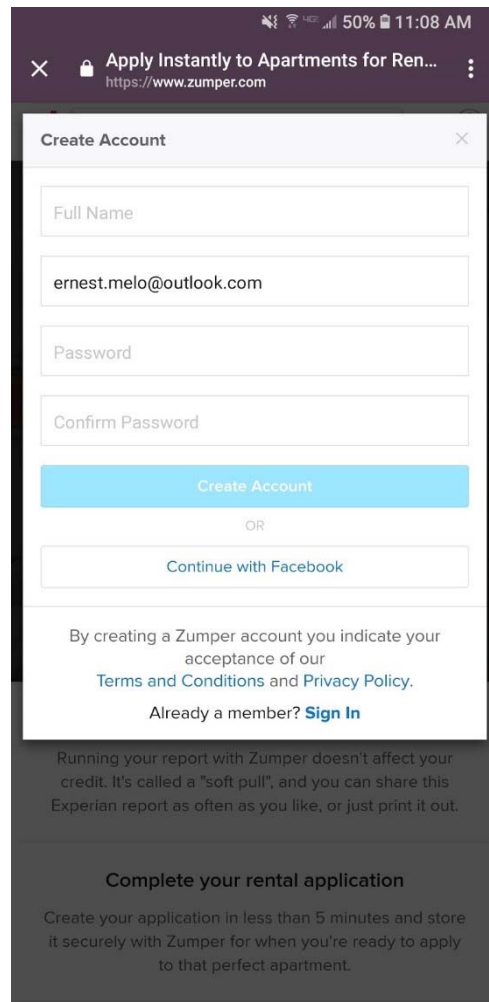 50% 11:08 AM
Apply Instantly to Apartments for Ren...
https://www.zumper.com
Create Account
Full Name
ernest.melo@outlook.com
Password
Confirm Password
Create Account
OR
Continue with Facebook
By creating a Zumper account you indicate your
acceptance of our
Terms and Conditions and Privacy Policy.
Already a member? Sign In
Running your report with Zumper doesn't affect your
credit. It's called a "soft pull", and you can share this
Experian report as often as you like, or just print it out.
Complete your rental application
Create your application in less than 5 minutes and store
it securely with Zumper for when you're ready to apply
to that perfect apartment.